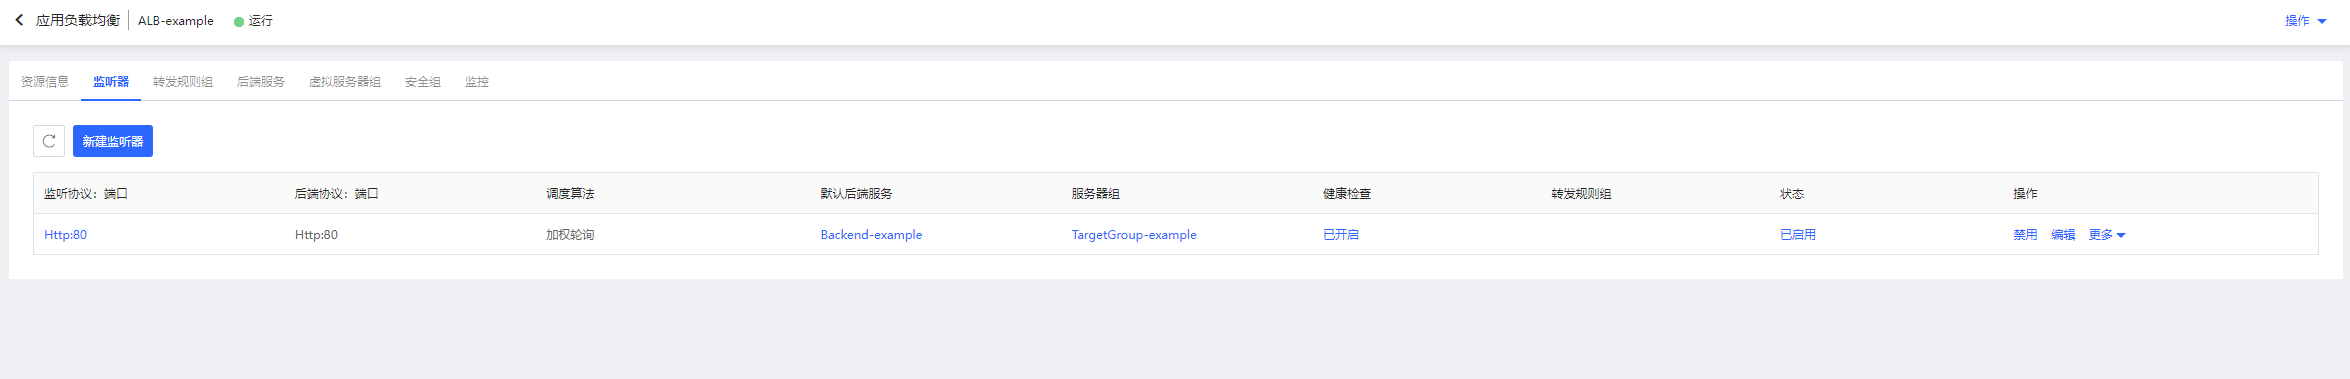 应用负载均衡 ALB-example 运行 操作
资源信息 监听器 转发规则组 后端服务 虚拟服务器组 安全组 监控
新建监听器
监听协议：端口 后端协议：端口 调度算法 默认后端服务 服务器组 健康检查 转发规则组 状态 操作
Http:80 Http:80 加权轮询 Backend-example TargetGroup-example 已开启 已启用 禁用 编辑 更多